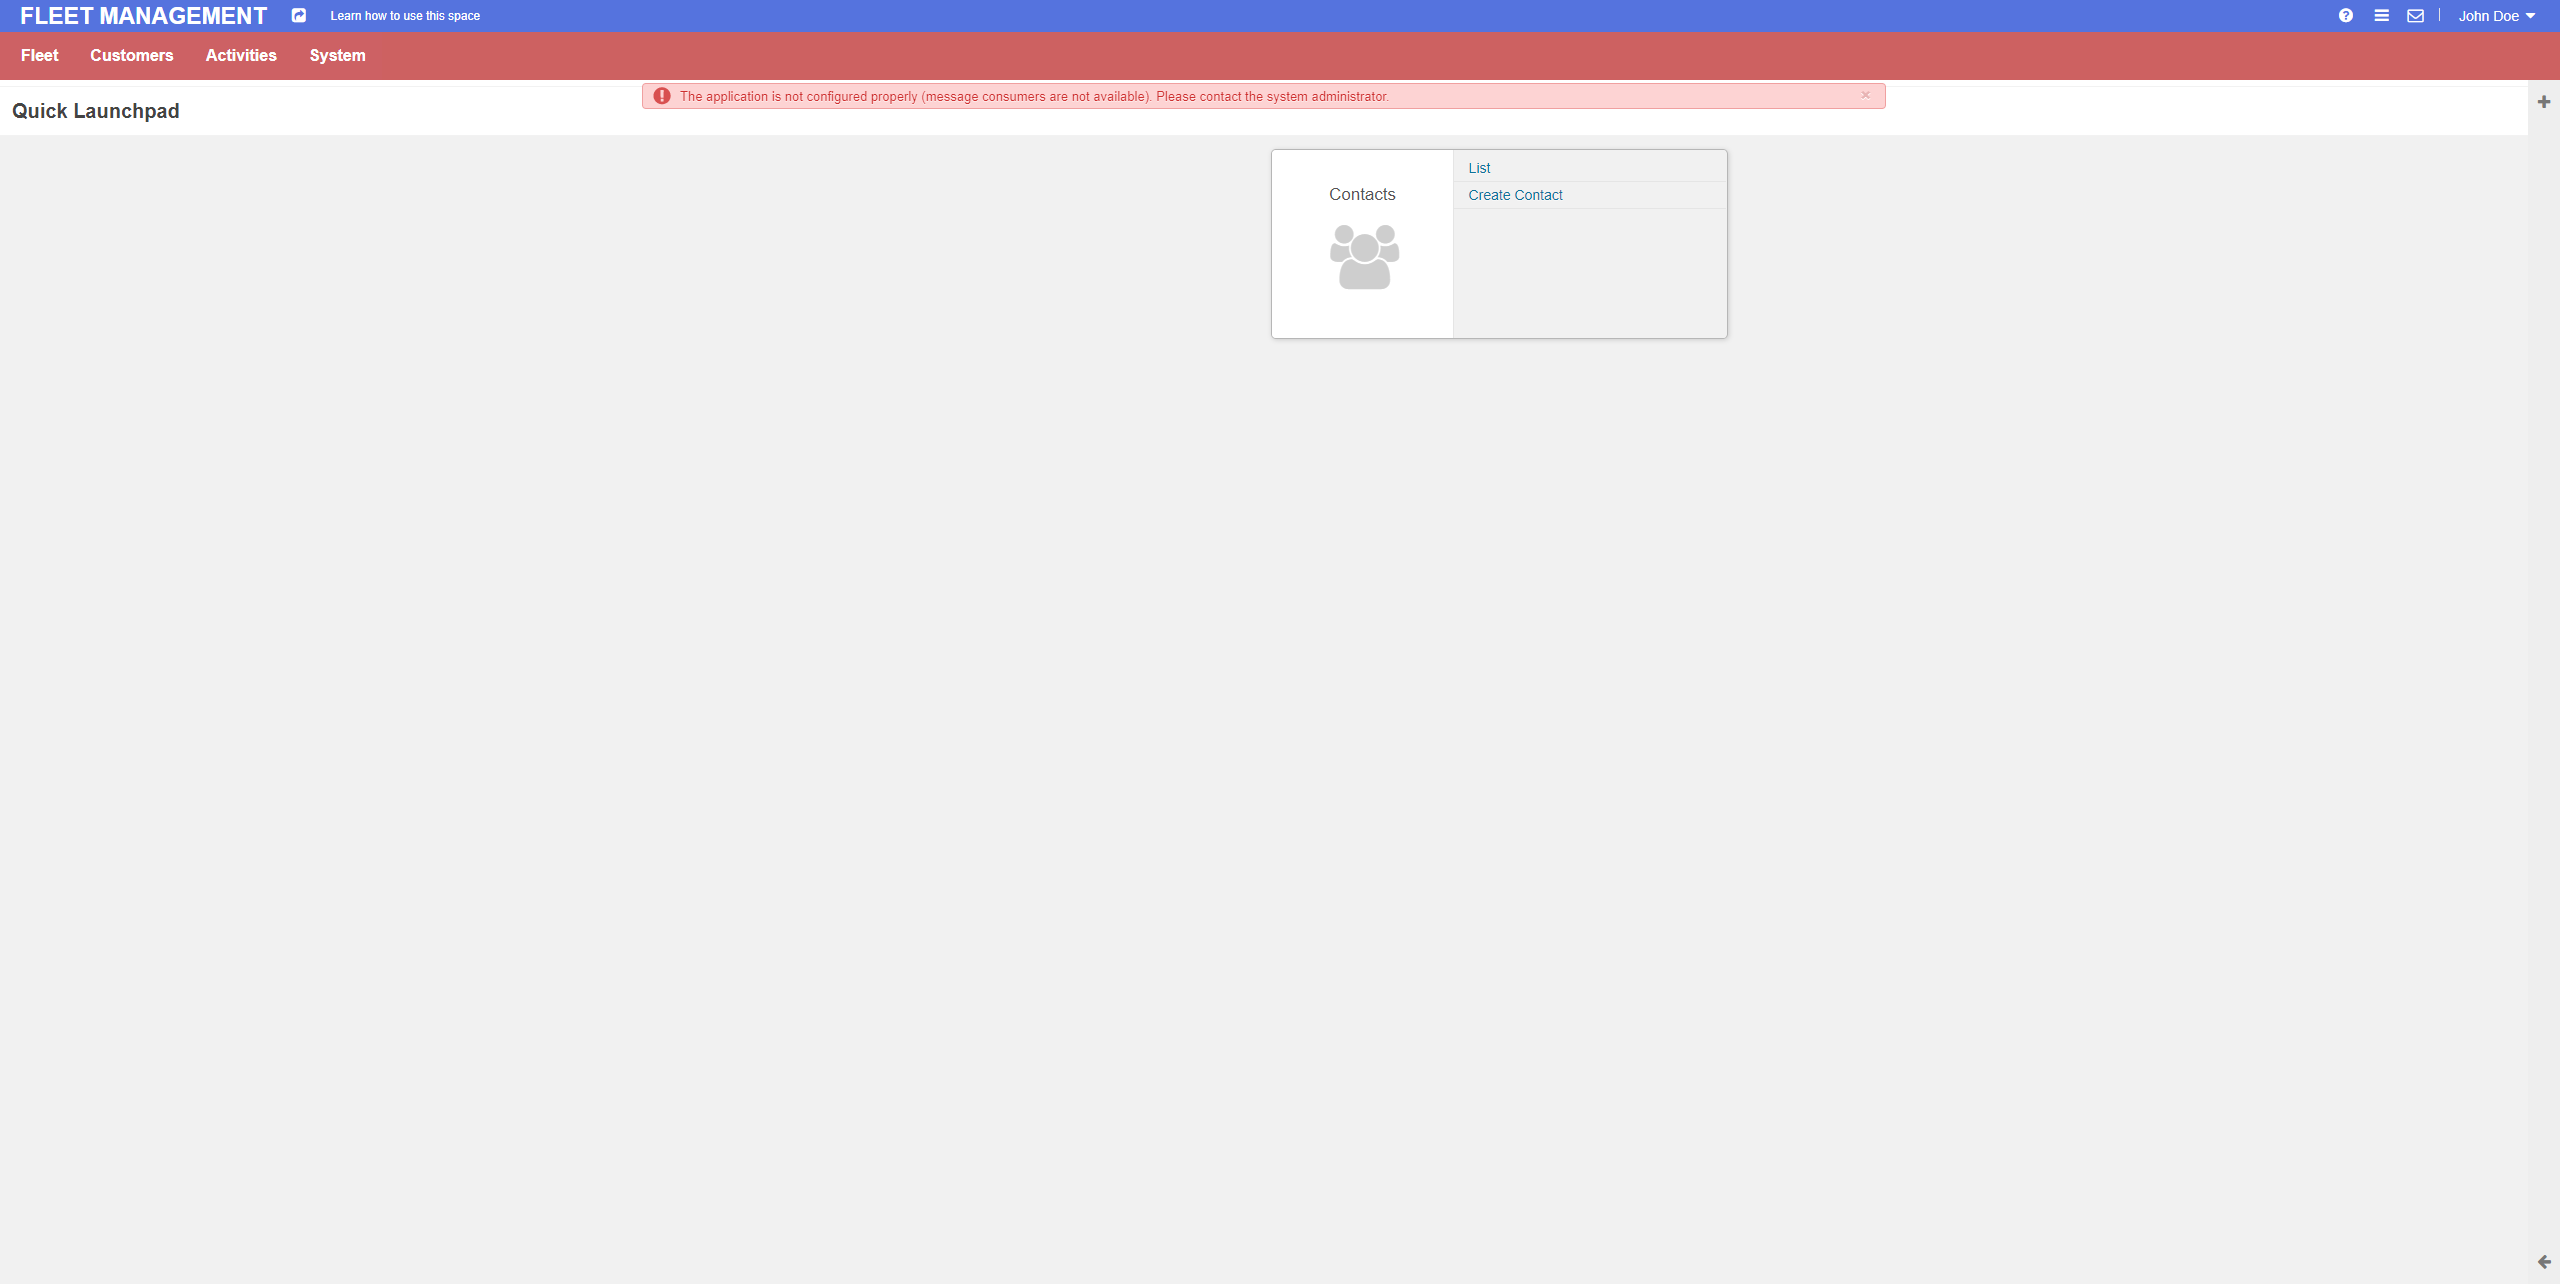 FLEET MANAGEMENT Learn how to use this space John Doe
Fleet Customers Activities System
The application is not configured properly (message consumers are not available). Please contact the system administrator. ×
Quick Launchpad
Contacts
List
Create Contact